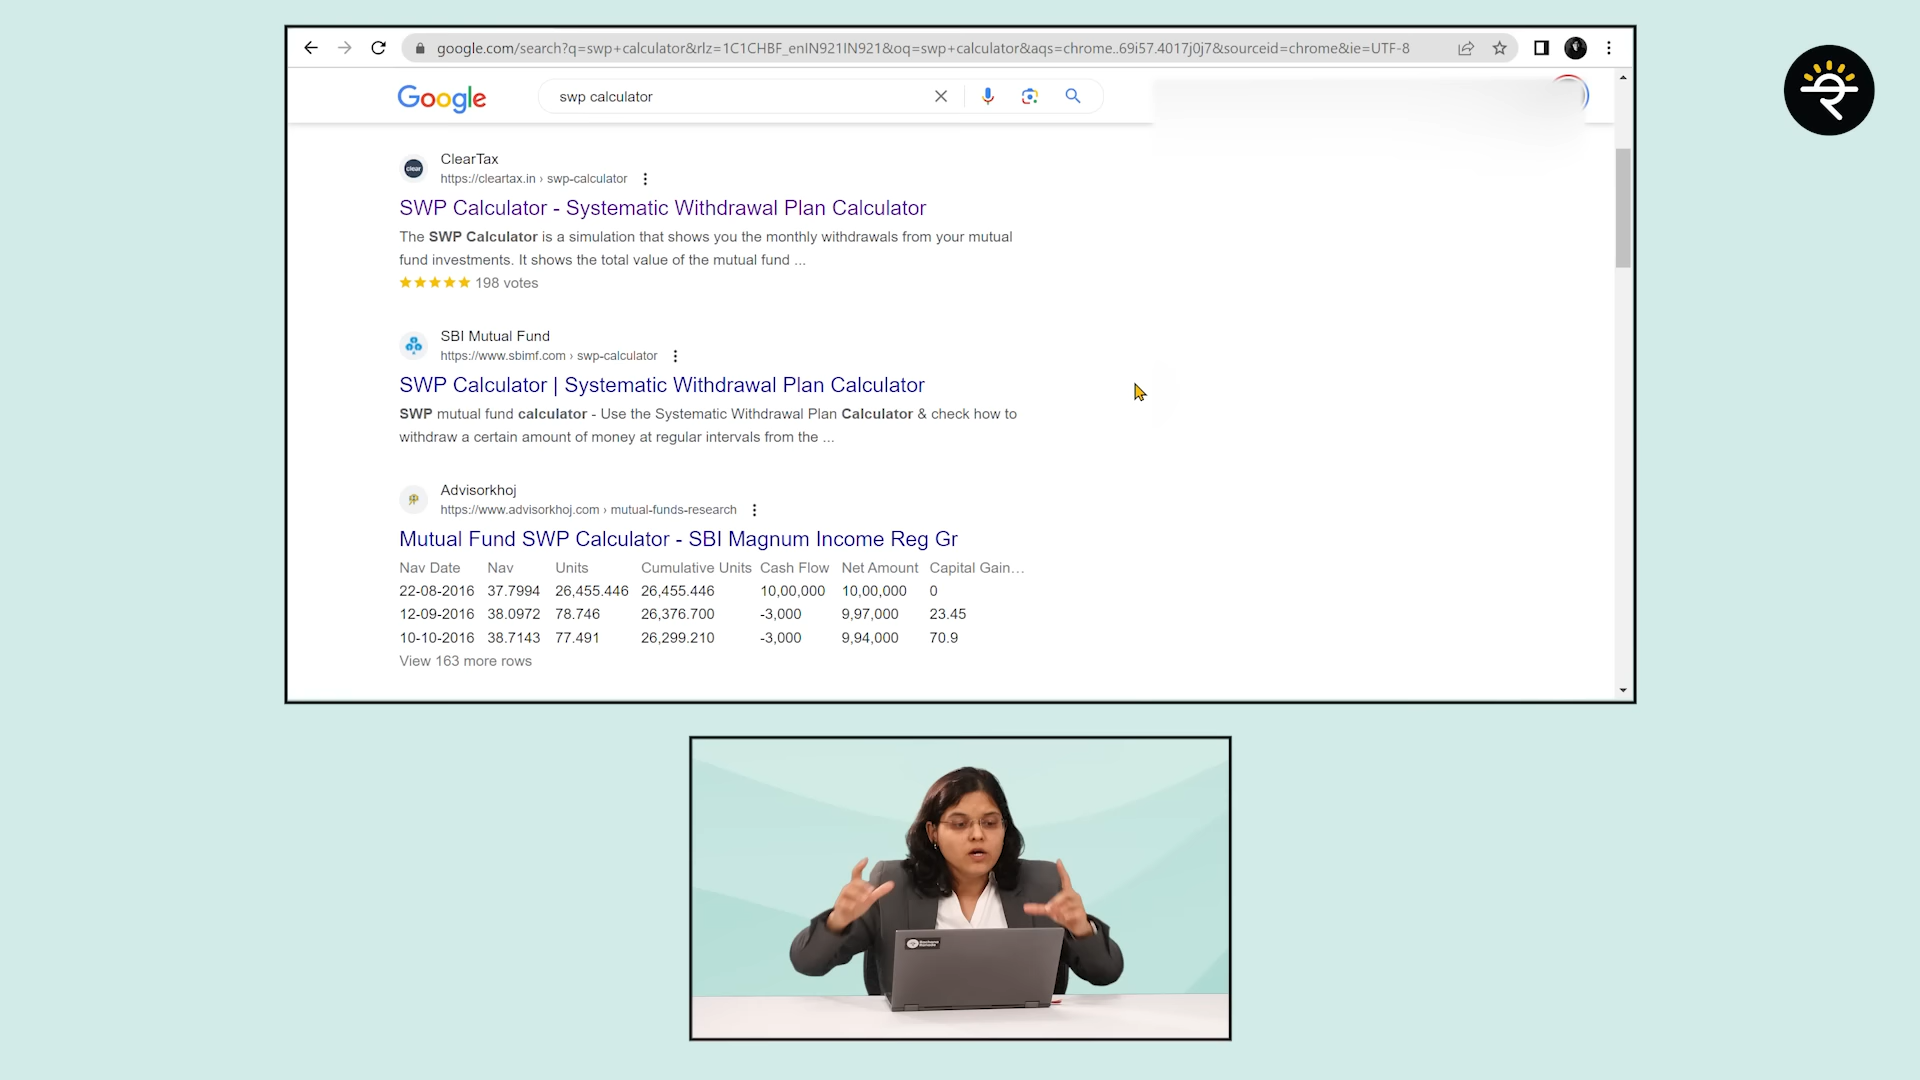 google.com/search?q=swp+calculator&rlz=1C1CHBF_enIN921IN921&oq=swp+calculator&aqs=chrome..69i57.4017j0j7&sourceid=chrome&ie=UTF-8
Google
swp calculator
clear
ClearTax
https://cleartax.in › swp-calculator
SWP Calculator - Systematic Withdrawal Plan Calculator
The SWP Calculator is a simulation that shows you the monthly withdrawals from your mutual
fund investments. It shows the total value of the mutual fund ...
198 votes
SBI Mutual Fund
https://www.sbimf.com › swp-calculator
SWP Calculator | Systematic Withdrawal Plan Calculator
SWP mutual fund calculator - Use the Systematic Withdrawal Plan Calculator & check how to
withdraw a certain amount of money at regular intervals from the ...
Advisorkhoj
https://www.advisorkhoj.com › mutual-funds-research
Mutual Fund SWP Calculator - SBI Magnum Income Reg Gr
Nav Date Nav Units Cumulative Units Cash Flow Net Amount Capital Gain...
22-08-2016 37.7994 26,455.446 26,455.446 10,00,000 10,00,000 0
12-09-2016 38.0972 78.746 26,376.700 -3,000 9,97,000 23.45
10-10-2016 38.7143 77.491 26,299.210 -3,000 9,94,000 70.9
View 163 more rows